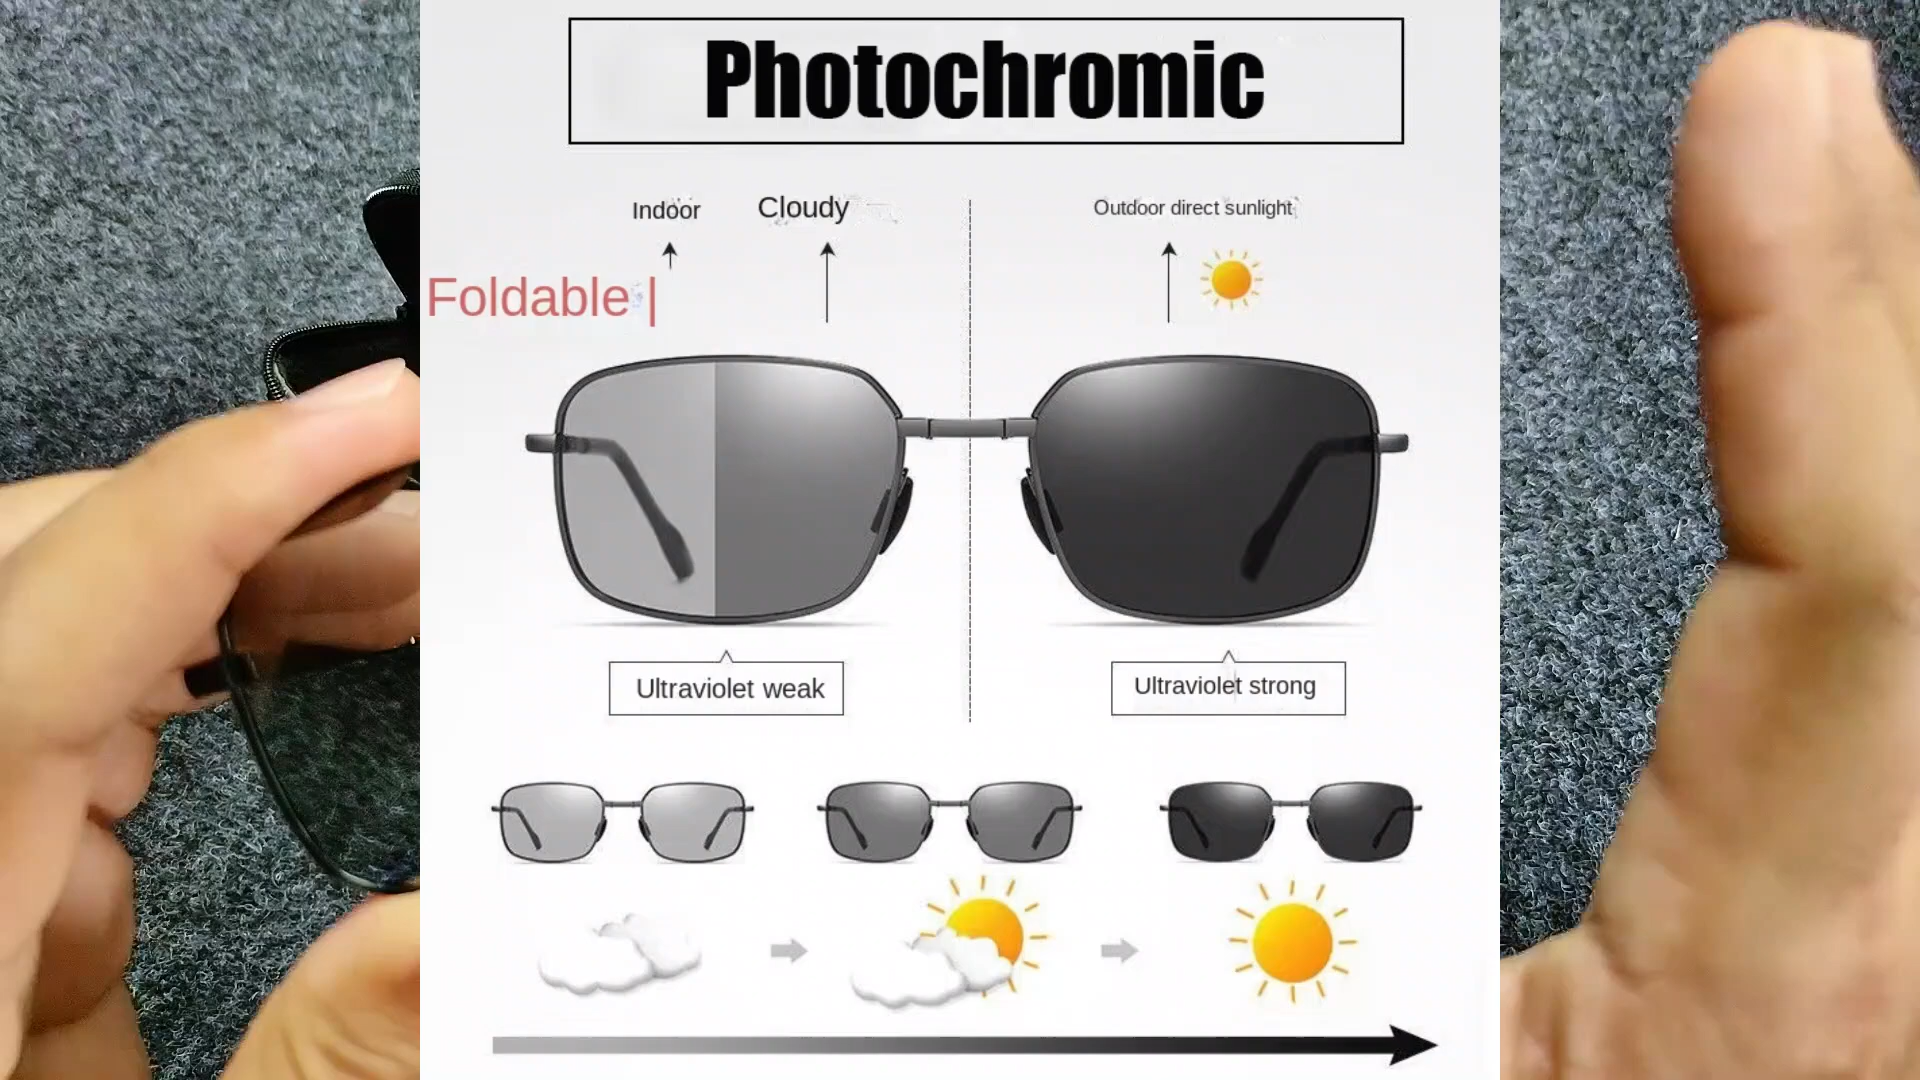 Photochromic
Indoor
Cloudy
Outdoor direct sunlight
Foldable |
Ultraviolet weak
Ultraviolet strong